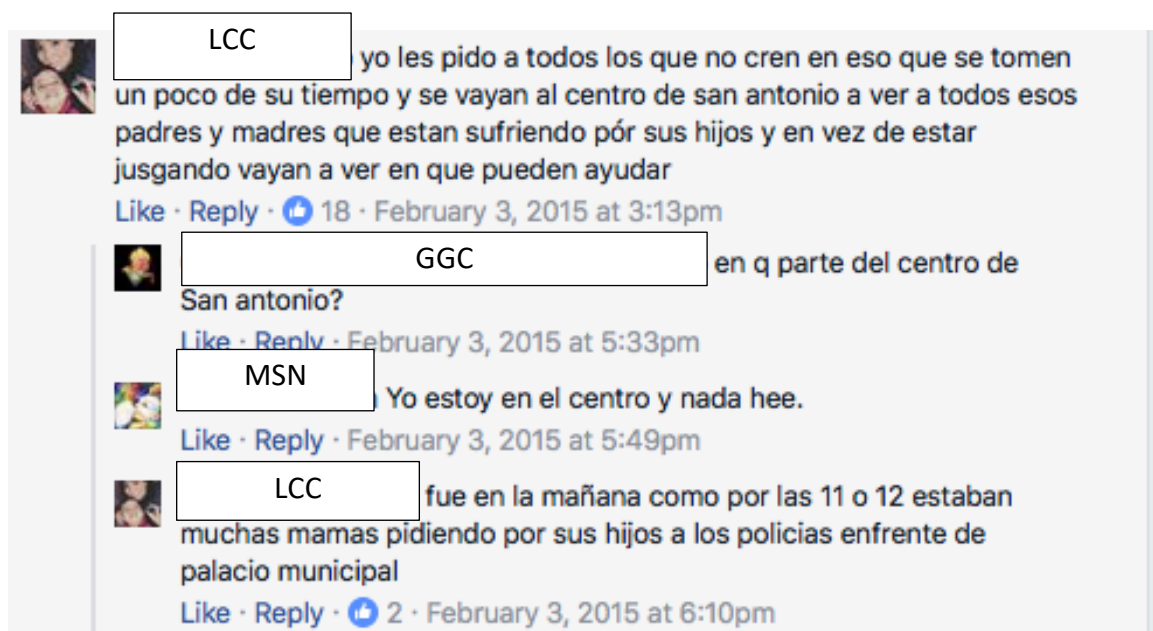 LCC
yo les pido a todos los que no cren en eso que se tomen
un poco de su tiempo y se vayan al centro de san antonio a ver a todos esos
padres y madres que estan sufriendo pór sus hijos y en vez de estar
jusgando vayan a ver en que pueden ayudar
Like · Reply · 18 · February 3, 2015 at 3:13pm
GGC
en q parte del centro de
San antonio?
Like · Reply · February 3, 2015 at 5:33pm
MSN
Yo estoy en el centro y nada hee.
Like · Reply · February 3, 2015 at 5:49pm
LCC
fue en la mañana como por las 11 o 12 estaban
muchas mamas pidiendo por sus hijos a los policias enfrente de
palacio municipal
Like · Reply · 2 · February 3, 2015 at 6:10pm